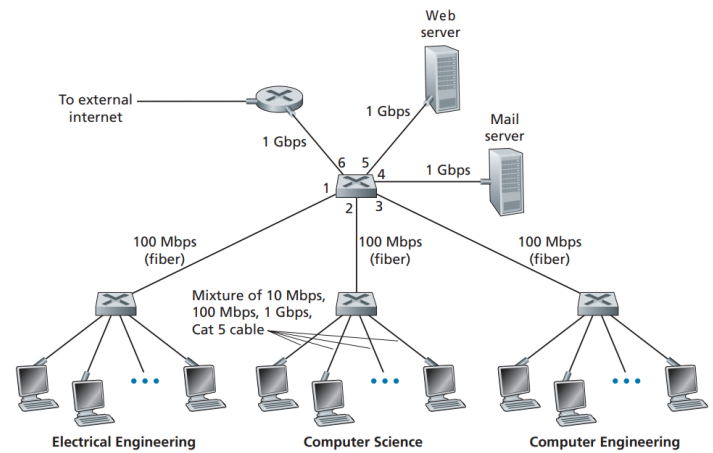 Web
server
To external
internet
1 Gbps
Mail
server
1 Gbps
1 Gbps
6
5
4
1
2
3
100 Mbps
(fiber)
100 Mbps
(fiber)
100 Mbps
(fiber)
Mixture of 10 Mbps,
100 Mbps, 1 Gbps,
Cat 5 cable
Electrical Engineering
Computer Science
Computer Engineering